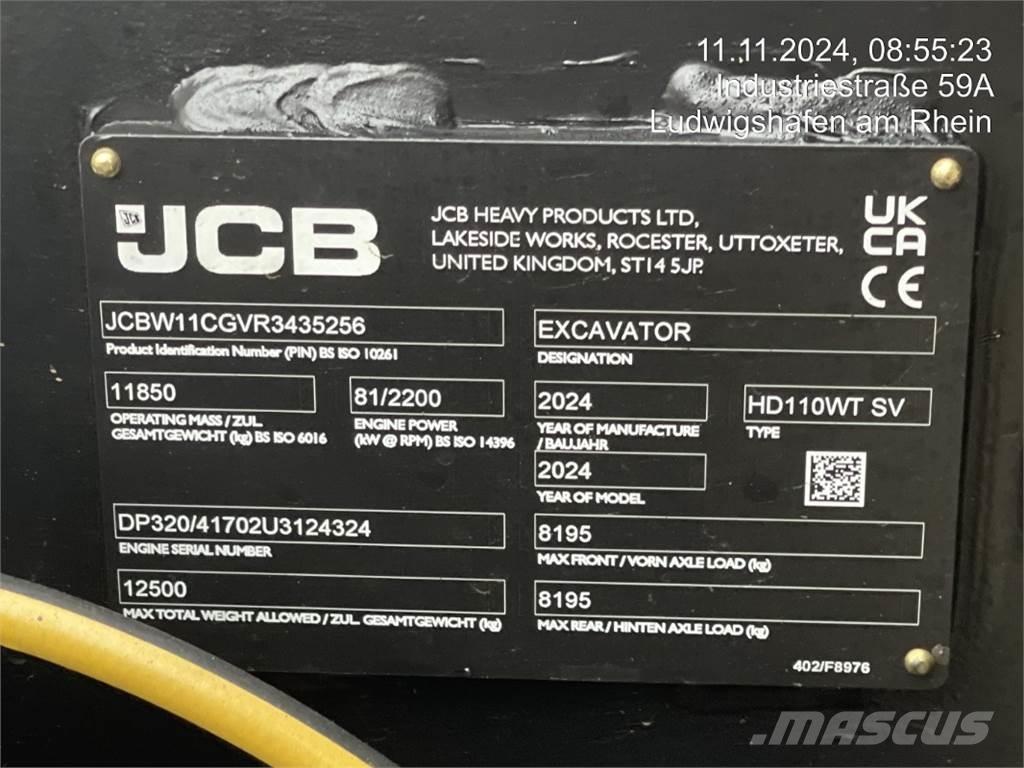 11.11.2024, 08:55:23
Industriestraße 59A
Ludwigshafen am Rhein
JCB
JCB HEAVY PRODUCTS LTD,
LAKESIDE WORKS, ROCESTER, UTTOXETER,
UNITED KINGDOM, ST14 5JP.
UK
CA
CE
JCBW11CGVR3435256
Product Identification Number (PIN) BS ISO 10261
EXCAVATOR
DESIGNATION
11850
OPERATING MASS / ZUL.
GESAMTGEWICHT (kg) BS ISO 6016
81/2200
ENGINE POWER
(kW @ RPM) BS ISO 14396
2024
YEAR OF MANUFACTURE
/ BAUJAHR
HD110WT SV
TYPE
2024
YEAR OF MODEL
DP320/41702U3124324
ENGINE SERIAL NUMBER
8195
MAX FRONT / VORN AXLE LOAD (kg)
12500
MAX TOTAL WEIGHT ALLOWED / ZUL. GESAMTGEWICHT (kg)
8195
MAX REAR / HINTEN AXLE LOAD (kg)
402/F8976
MASCUS